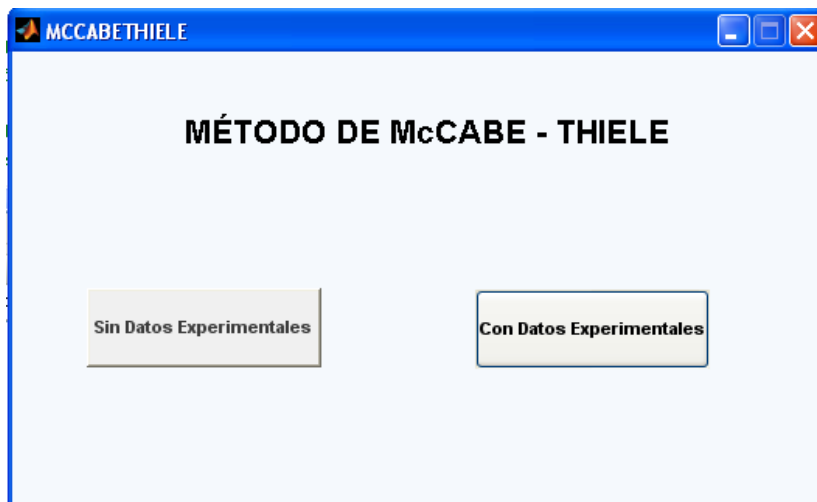 MCCABETHIELE
MÉTODO DE McCABE - THIELE
Sin Datos Experimentales
Con Datos Experimentales